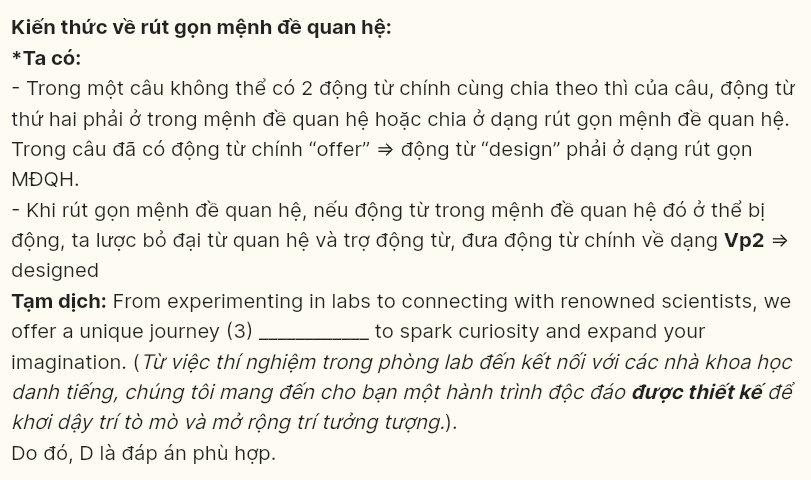 Kiến thức về rút gọn mệnh đề quan hệ:
*Ta có:
- Trong một câu không thể có 2 động từ chính cùng chia theo thì của câu, động từ
thứ hai phải ở trong mệnh đề quan hệ hoặc chia ở dạng rút gọn mệnh đề quan hệ.
Trong câu đã có động từ chính “offer” ⇒ động từ “design” phải ở dạng rút gọn
MĐQH.
- Khi rút gọn mệnh đề quan hệ, nếu động từ trong mệnh đề quan hệ đó ở thể bị
động, ta lược bỏ đại từ quan hệ và trợ động từ, đưa động từ chính về dạng Vp2 ⇒
designed
Tạm dịch: From experimenting in labs to connecting with renowned scientists, we
offer a unique journey (3) ____________ to spark curiosity and expand your
imagination. (Từ việc thí nghiệm trong phòng lab đến kết nối với các nhà khoa học
danh tiếng, chúng tôi mang đến cho bạn một hành trình độc đáo được thiết kế để
khơi dậy trí tò mò và mở rộng trí tưởng tượng.).
Do đó, D là đáp án phù hợp.